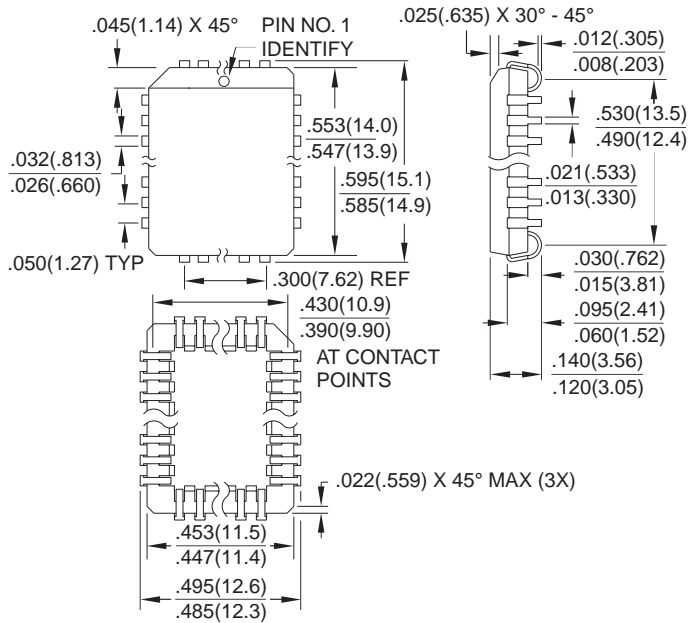 .045(1.14) X 45°
PIN NO. 1
IDENTIFY
.025(.635) X 30° - 45°
.012(.305)
.008(.203)
.553(14.0)
.547(13.9)
.595(15.1)
.585(14.9)
.530(13.5)
.490(12.4)
.032(.813)
.026(.660)
.021(.533)
.013(.330)
.050(1.27) TYP
.300(7.62) REF
.430(10.9)
.390(9.90)
AT CONTACT
POINTS
.030(.762)
.015(3.81)
.095(2.41)
.060(1.52)
.140(3.56)
.120(3.05)
.022(.559) X 45° MAX (3X)
.453(11.5)
.447(11.4)
.495(12.6)
.485(12.3)